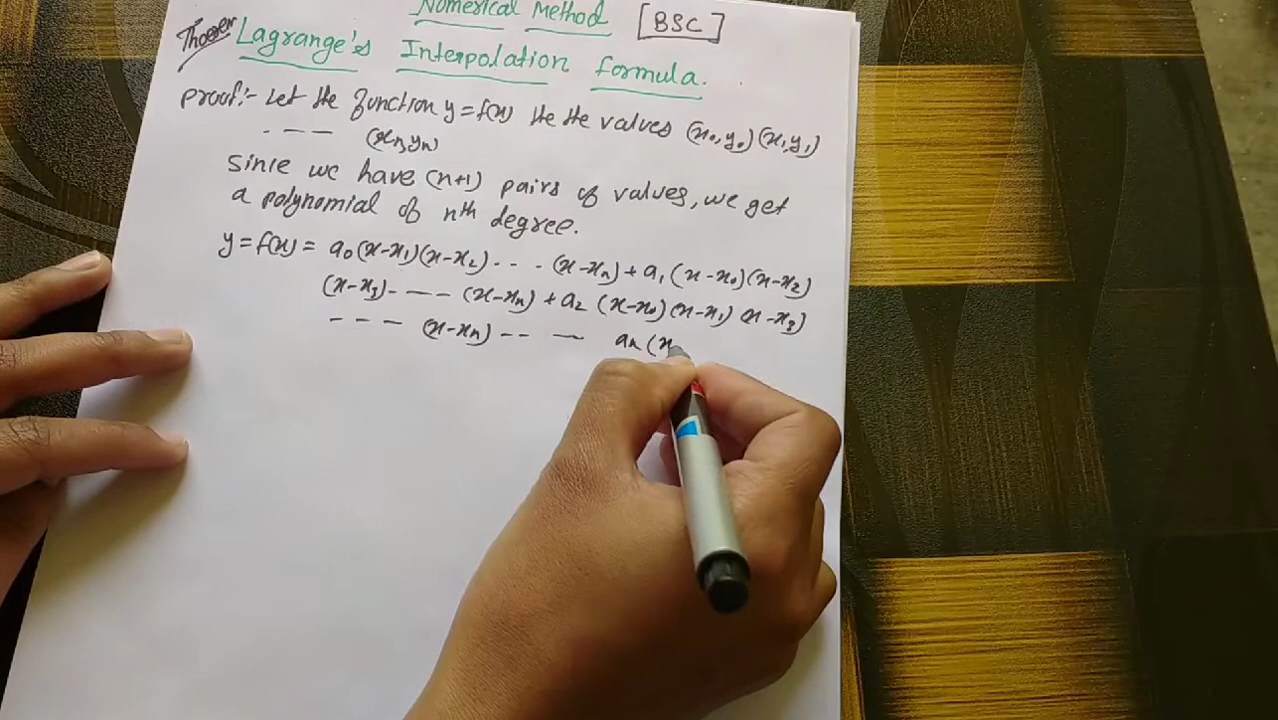 Numerical Method [BSC]
Lagrange's Interpolation formula.
proof:- Let the function y=f(x) the the values (x₀,y₀)(x₁,y₁)
. --- (xₙ,yₙ)
Since we have (n+1) pairs of values, we get
a polynomial of nth degree.
y=f(x)= a₀(x-x₁)(x-x₂)... . (x-xₙ)+a₁(x-x₀)(x-x₂)
(x-x₃)- --- (x-xₙ)+a₂ (x-x₀)(x-x₁)(x-x₃)
--- (x-xₙ)-- — aₙ(x